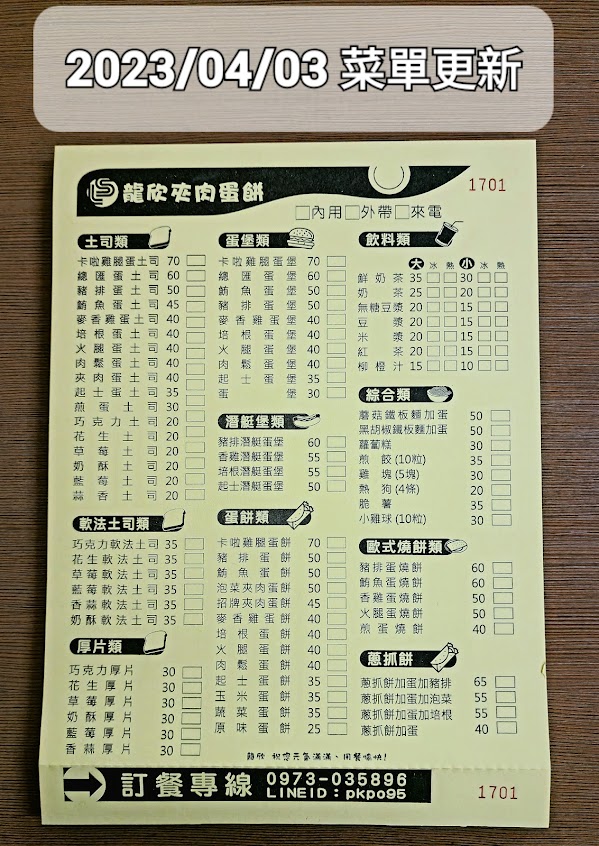 2023/04/03 菜單更新
龍欣夾肉蛋餅
1701
內用 外帶 來電
土司類
卡啦雞腿蛋土司 70
總匯蛋土司 60
豬排蛋土司 50
鮪魚蛋土司 45
麥香雞蛋土司 40
培根蛋土司 40
火腿蛋土司 40
肉鬆蛋土司 40
夾肉蛋土司 40
起士蛋土司 35
煎蛋土司 30
巧克力土司 20
花生土司 20
草莓土司 20
奶酥土司 20
藍莓土司 20
蒜香土司 20
軟法土司類
巧克力軟法土司 35
花生軟法土司 35
草莓軟法土司 35
藍莓軟法土司 35
香蒜軟法土司 35
奶酥軟法土司 35
厚片類
巧克力厚片 30
花生厚片 30
草莓厚片 30
奶酥厚片 30
藍莓厚片 30
香蒜厚片 30
蛋堡類
卡啦雞腿蛋堡 70
總匯蛋堡 60
鮪魚蛋堡 50
豬排蛋堡 50
麥香雞蛋堡 40
培根蛋堡 40
火腿蛋堡 40
肉鬆蛋堡 40
起士蛋堡 35
蛋堡 30
潛艇堡類
豬排潛艇蛋堡 60
香雞潛艇蛋堡 55
培根潛艇蛋堡 55
起士潛艇蛋堡 50
蛋餅類
卡啦雞腿蛋餅 70
豬排蛋餅 50
鮪魚蛋餅 50
泡菜夾肉蛋餅 50
招牌夾肉蛋餅 45
麥香雞蛋餅 40
培根蛋餅 40
火腿蛋餅 40
肉鬆蛋餅 40
起士蛋餅 35
玉米蛋餅 35
蔬菜蛋餅 35
原味蛋餅 25
飲料類
大 冰 熱 小 冰 熱
鮮奶茶 35 30
奶茶 25 20
無糖豆漿 20 15
豆漿 20 15
米漿 20 15
紅茶 20 15
柳橙汁 15 10
綜合類
蘑菇鐵板麵加蛋 50
黑胡椒鐵板麵加蛋 50
蘿蔔糕 30
煎餃(10粒) 35
雞塊(5塊) 30
熱狗(4條) 20
脆薯 35
小雞球(10粒) 30
歐式燒餅類
豬排蛋燒餅 60
鮪魚蛋燒餅 60
香雞蛋燒餅 50
火腿蛋燒餅 50
煎蛋燒餅 40
蔥抓餅
蔥抓餅加蛋加豬排 65
蔥抓餅加蛋加泡菜 55
蔥抓餅加蛋加培根 55
蔥抓餅加蛋 40
龍欣 祝您元氣滿滿、用餐愉快!
訂餐專線 0973-035896
LINEID:pkpo95
1701